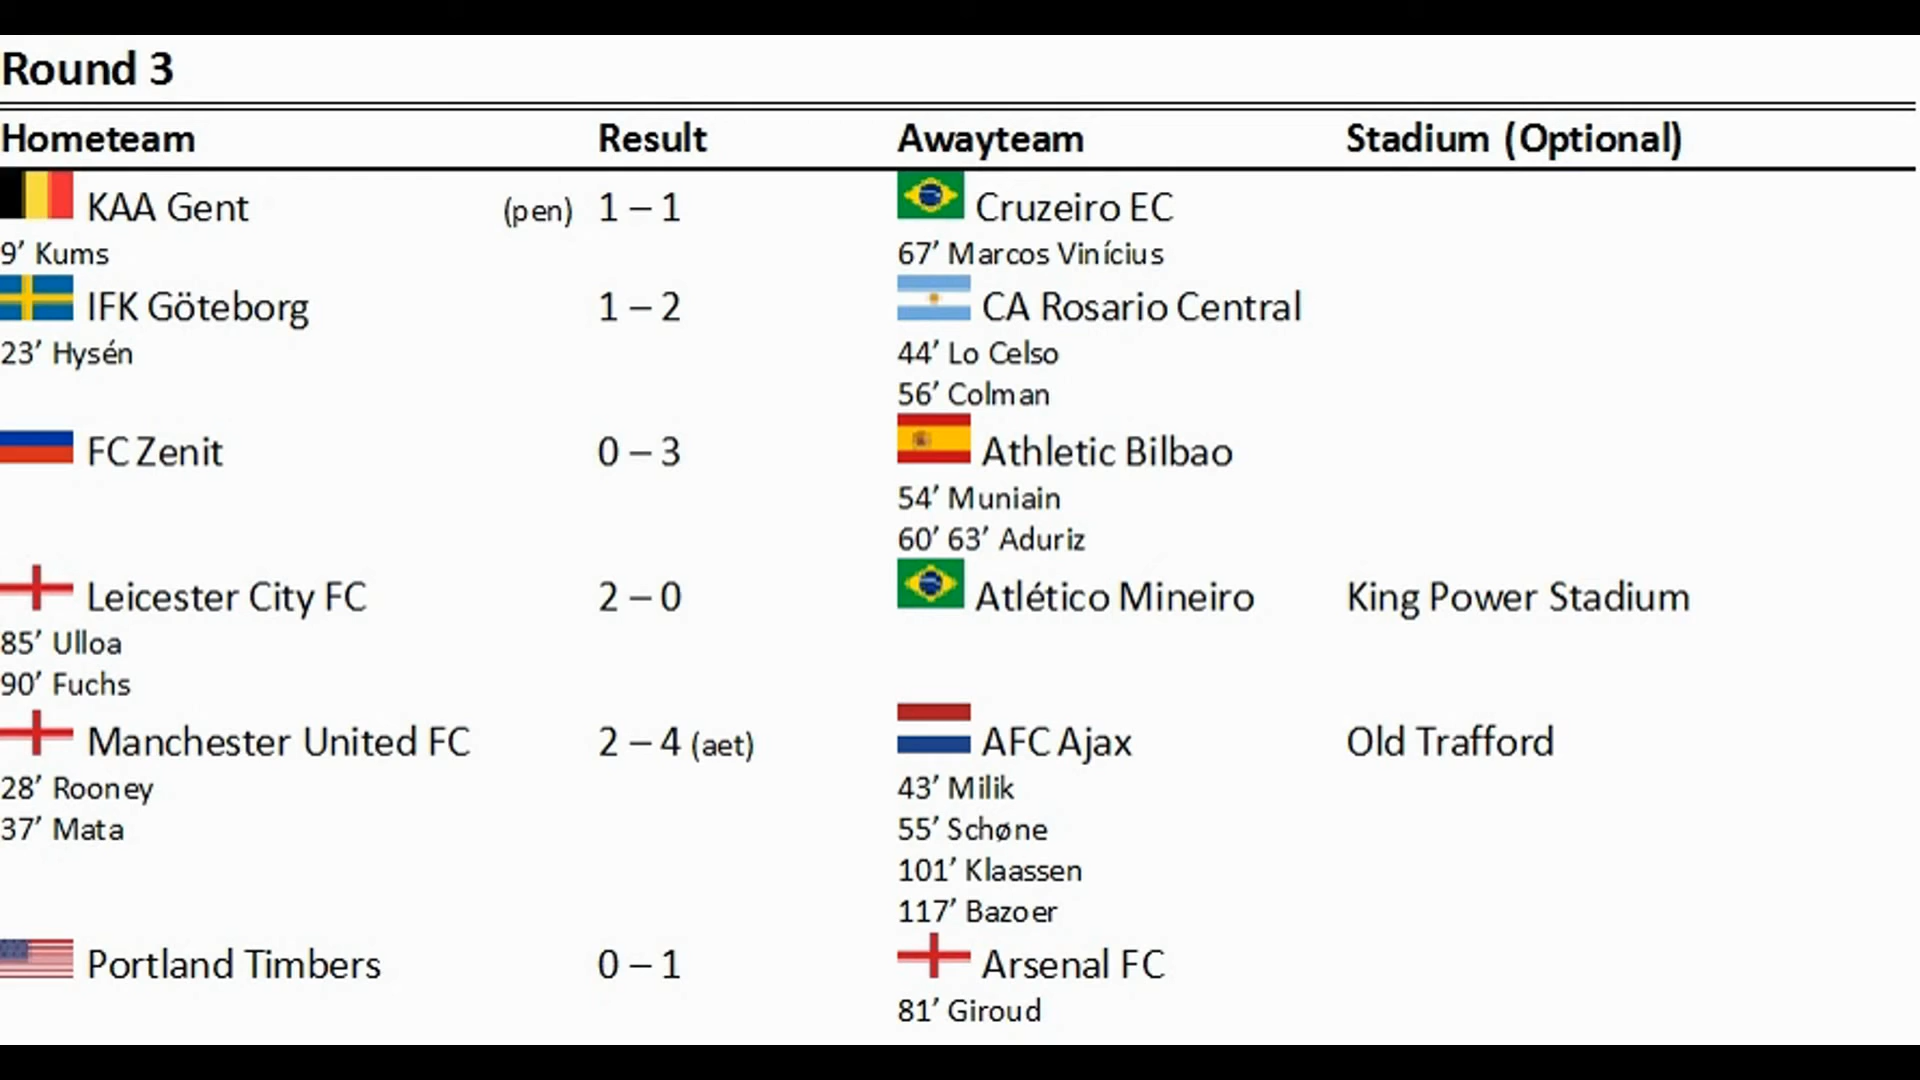 Round 3
Hometeam Result Awayteam Stadium (Optional)
KAA Gent (pen) 1 – 1 Cruzeiro EC
9’ Kums 67’ Marcos Vinícius
IFK Göteborg 1 – 2 CA Rosario Central
23’ Hysén 44’ Lo Celso
56’ Colman
FC Zenit 0 – 3 Athletic Bilbao
54’ Muniain
60’ 63’ Aduriz
Leicester City FC 2 – 0 Atlético Mineiro King Power Stadium
85’ Ulloa
90’ Fuchs
Manchester United FC 2 – 4 (aet) AFC Ajax Old Trafford
28’ Rooney 43’ Milik
37’ Mata 55’ Schøne
101’ Klaassen
117’ Bazoer
Portland Timbers 0 – 1 Arsenal FC
81’ Giroud